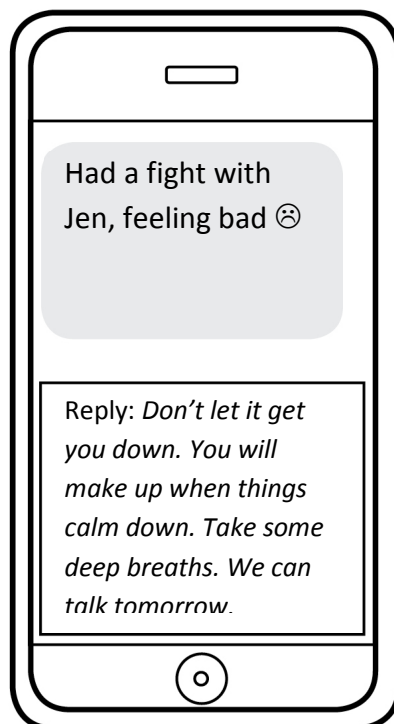 Had a fight with
Jen, feeling bad ☹
Reply: Don’t let it get
you down. You will
make up when things
calm down. Take some
deep breaths. We can
talk tomorrow.